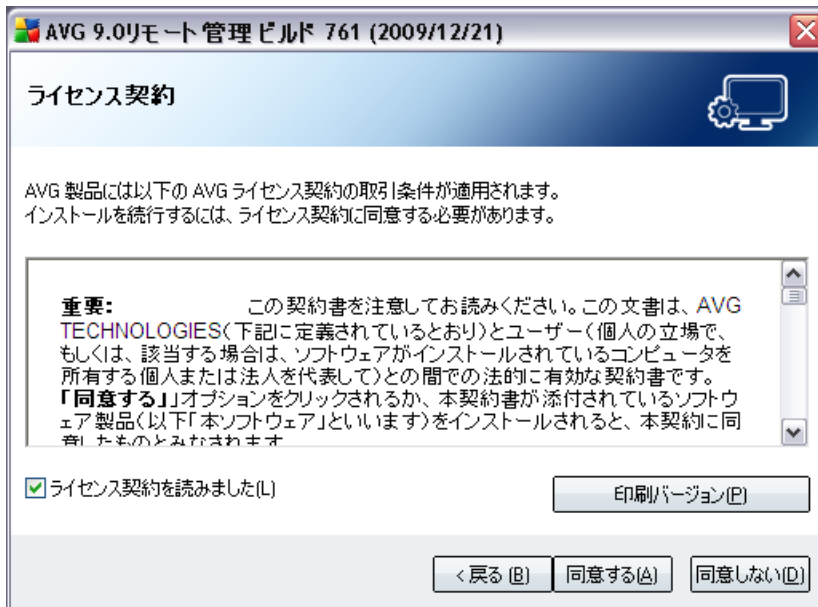 AVG 9.0リモート管理 ビルド 761 (2009/12/21)
ライセンス契約
AVG 製品には以下の AVG ライセンス契約の取引条件が適用されます。
インストールを続行するには、ライセンス契約に同意する必要があります。
重要: この契約書を注意してお読みください。この文書は、AVG
TECHNOLOGIES(下記に定義されているとおり)とユーザー(個人の立場で、
もしくは、該当する場合は、ソフトウェアがインストールされているコンピュータを
所有する個人または法人を代表して)との間での法的に有効な契約書です。
「同意する」」オプションをクリックされるか、本契約書が添付されているソフトウ
ェア製品(以下「本ソフトウェア」といいます)をインストールされると、本契約に同
意したものとみなされます
ライセンス契約を読みました(L)
印刷バージョン(P)
< 戻る (B)
同意する(A)
同意しない(D)